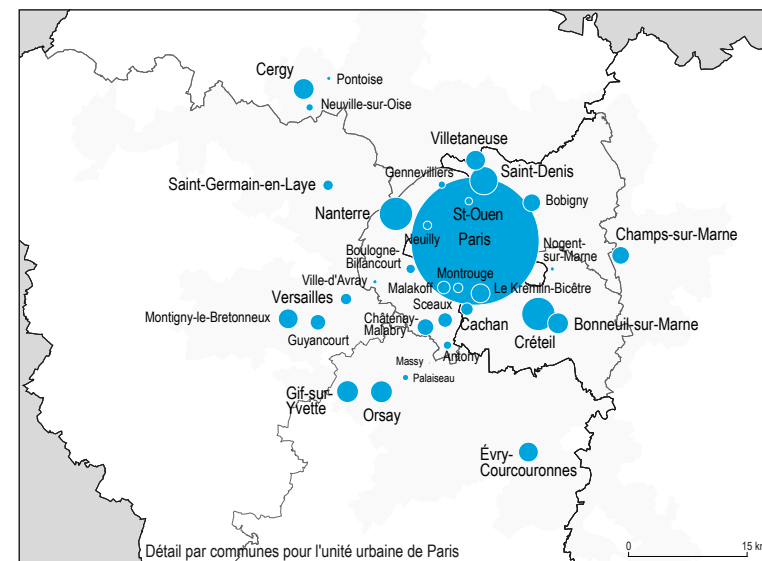 Cergy
Pontoise
Neuville-sur-Oise
Villetaneuse
Gennevilliers
Saint-Denis
Saint-Germain-en-Laye
Bobigny
Nanterre
St-Ouen
Neuilly
Paris
Champs-sur-Marne
Nogent-
sur-Marne
Boulogne-
Billancourt
Montrouge
Ville-d'Avray
Malakoff
Le Kremlin-Bicêtre
Versailles
Sceaux
Montigny-le-Bretonneux
Châtenay-
Malabry
Cachan
Bonneuil-sur-Marne
Guyancourt
Créteil
Antony
Massy
Palaiseau
Gif-sur-
Yvette
Orsay
Évry-
Courcouronnes
Détail par communes pour l'unité urbaine de Paris
0 15 km